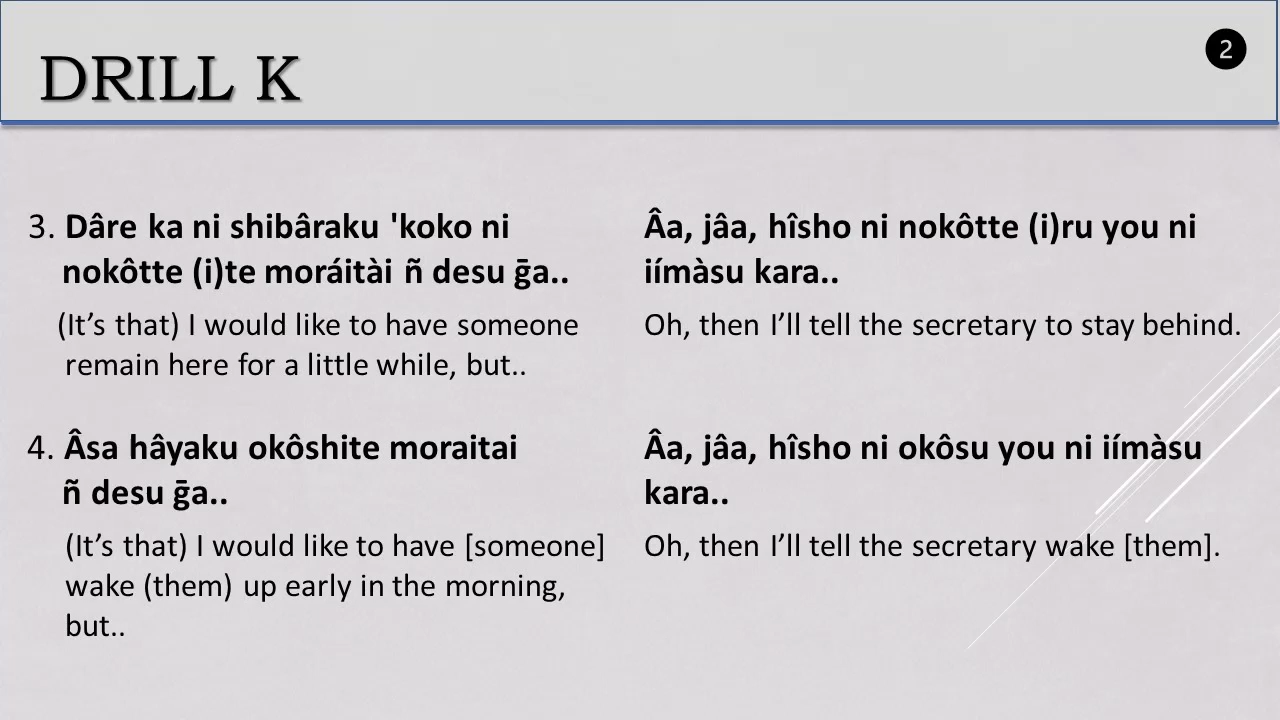 DRILL K
2
3. Dâre ka ni shibâraku 'koko ni
nokôtte (i)te moráitài ñ desu ḡa..
(It’s that) I would like to have someone
remain here for a little while, but..
Âa, jâa, hîsho ni nokôtte (i)ru you ni
iímàsu kara..
Oh, then I’ll tell the secretary to stay behind.
4. Âsa hâyaku okôshite moraitai
ñ desu ḡa..
(It’s that) I would like to have [someone]
wake (them) up early in the morning,
but..
Âa, jâa, hîsho ni okôsu you ni iímàsu
kara..
Oh, then I’ll tell the secretary wake [them].